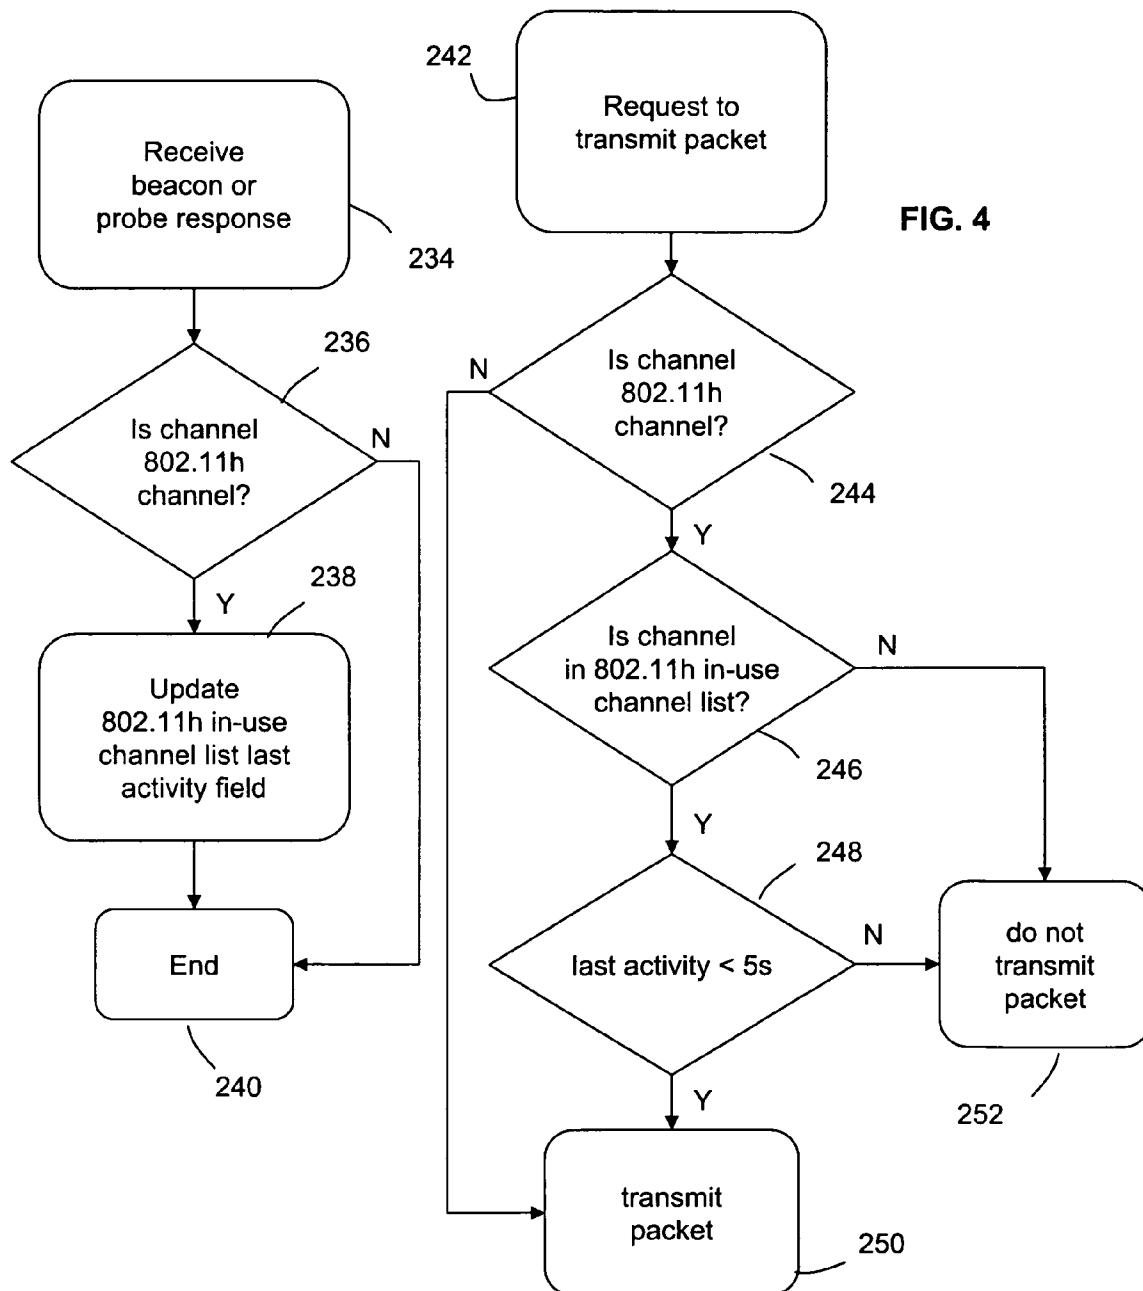 242
Request to
transmit packet
Receive
beacon or
probe response
234
FIG. 4
236
Is channel
802.11h
channel?
N
Y
238
Update
802.11h in-use
channel list last
activity field
End
240
Is channel
802.11h
channel?
N
244
Y
Is channel
in 802.11h in-use
channel list?
N
246
Y
248
last activity < 5s
N
do not
transmit
packet
252
Y
transmit
packet
250